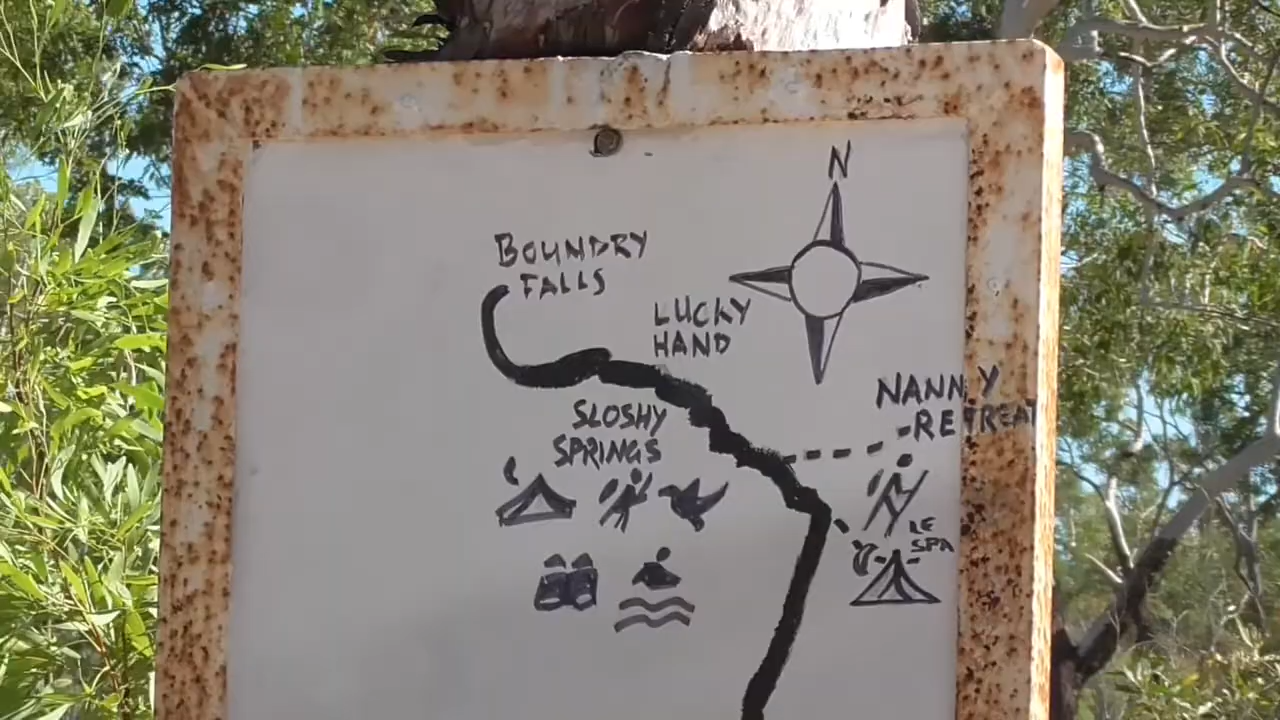 N
BOUNDRY
FALLS
LUCKY
HAND
NANNY
RETREAT
SLOSHY
SPRINGS
LE
SPA